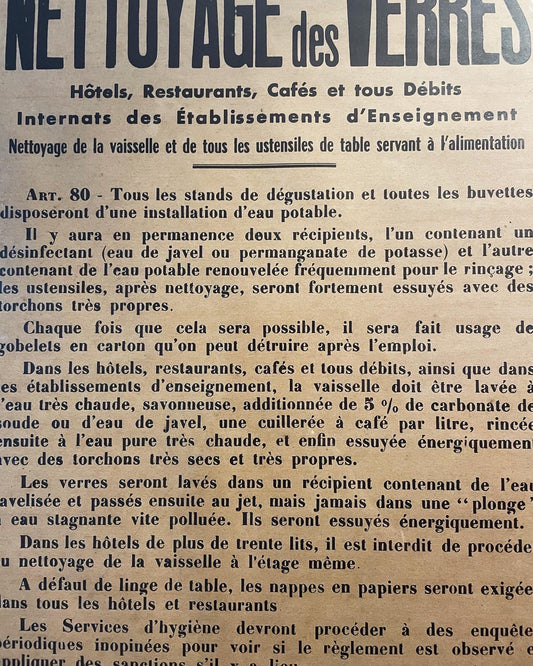 NETTOYAGE des VERRES
Hôtels, Restaurants, Cafés et tous Débits
Internats des Établissements d'Enseignement
Nettoyage de la vaisselle et de tous les ustensiles de table servant à l'alimentation
ART. 80 - Tous les stands de dégustation et toutes les buvettes
disposeront d'une installation d'eau potable.
Il y aura en permanence deux récipients, l'un contenant un
désinfectant (eau de javel ou permanganate de potasse) et l'autre
contenant de l'eau potable renouvelée fréquemment pour le rinçage ;
les ustensiles, après nettoyage, seront fortement essuyés avec des
torchons très propres.
Chaque fois que cela sera possible, il sera fait usage de
gobelets en carton qu'on peut détruire après l'emploi.
Dans les hôtels, restaurants, cafés et tous débits, ainsi que dans
les établissements d'enseignement, la vaisselle doit être lavée à
l'eau très chaude, savonneuse, additionnée de 5 % de carbonate de
soude ou d'eau de javel, une cuillerée à café par litre, rincée
ensuite à l'eau pure très chaude, et enfin essuyée énergiquement
avec des torchons très secs et très propres.
Les verres seront lavés dans un récipient contenant de l'eau
javelisée et passés ensuite au jet, mais jamais dans une "plonge"
à eau stagnante vite polluée. Ils seront essuyés énergiquement.
Dans les hôtels de plus de trente lits, il est interdit de procéde
au nettoyage de la vaisselle à l'étage même.
A défaut de linge de table, les nappes en papiers seront exigée
dans tous les hôtels et restaurants
Les Services d'hygiène devront procéder à des enquête
périodiques inopinées pour voir si le règlement est observé e
appliquer des sanctions s'il y a lieu